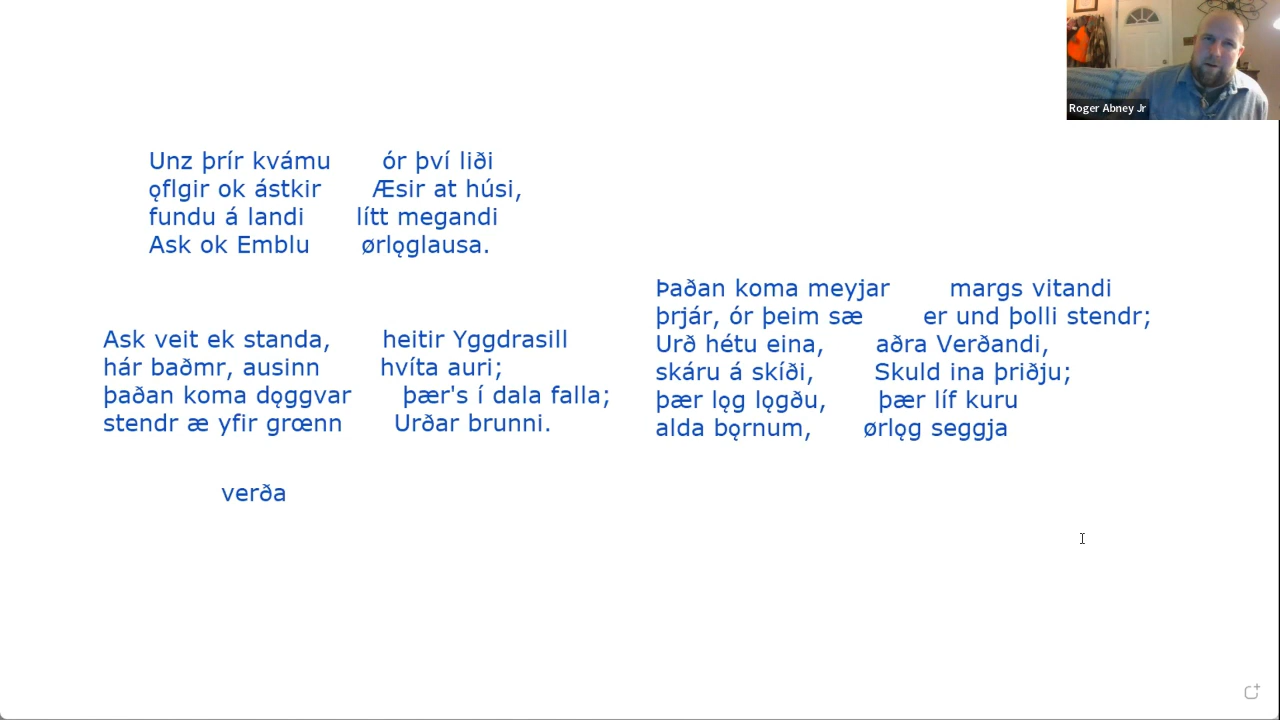 Roger Abney Jr
Unz þrír kvámu ór því liði
ǫflgir ok ástkir Æsir at húsi,
fundu á landi lítt megandi
Ask ok Emblu ørlǫglausa.
Ask veit ek standa, heitir Yggdrasill
hár baðmr, ausinn hvíta auri;
þaðan koma dǫggvar þær's í dala falla;
stendr æ yfir grœnn Urðar brunni.
verða
Þaðan koma meyjar margs vitandi
þrjár, ór þeim sæ er und þolli stendr;
Urð hétu eina, aðra Verðandi,
skáru á skíði, Skuld ina þriðju;
þær lǫg lǫgðu, þær líf kuru
alda bǫrnum, ørlǫg seggja